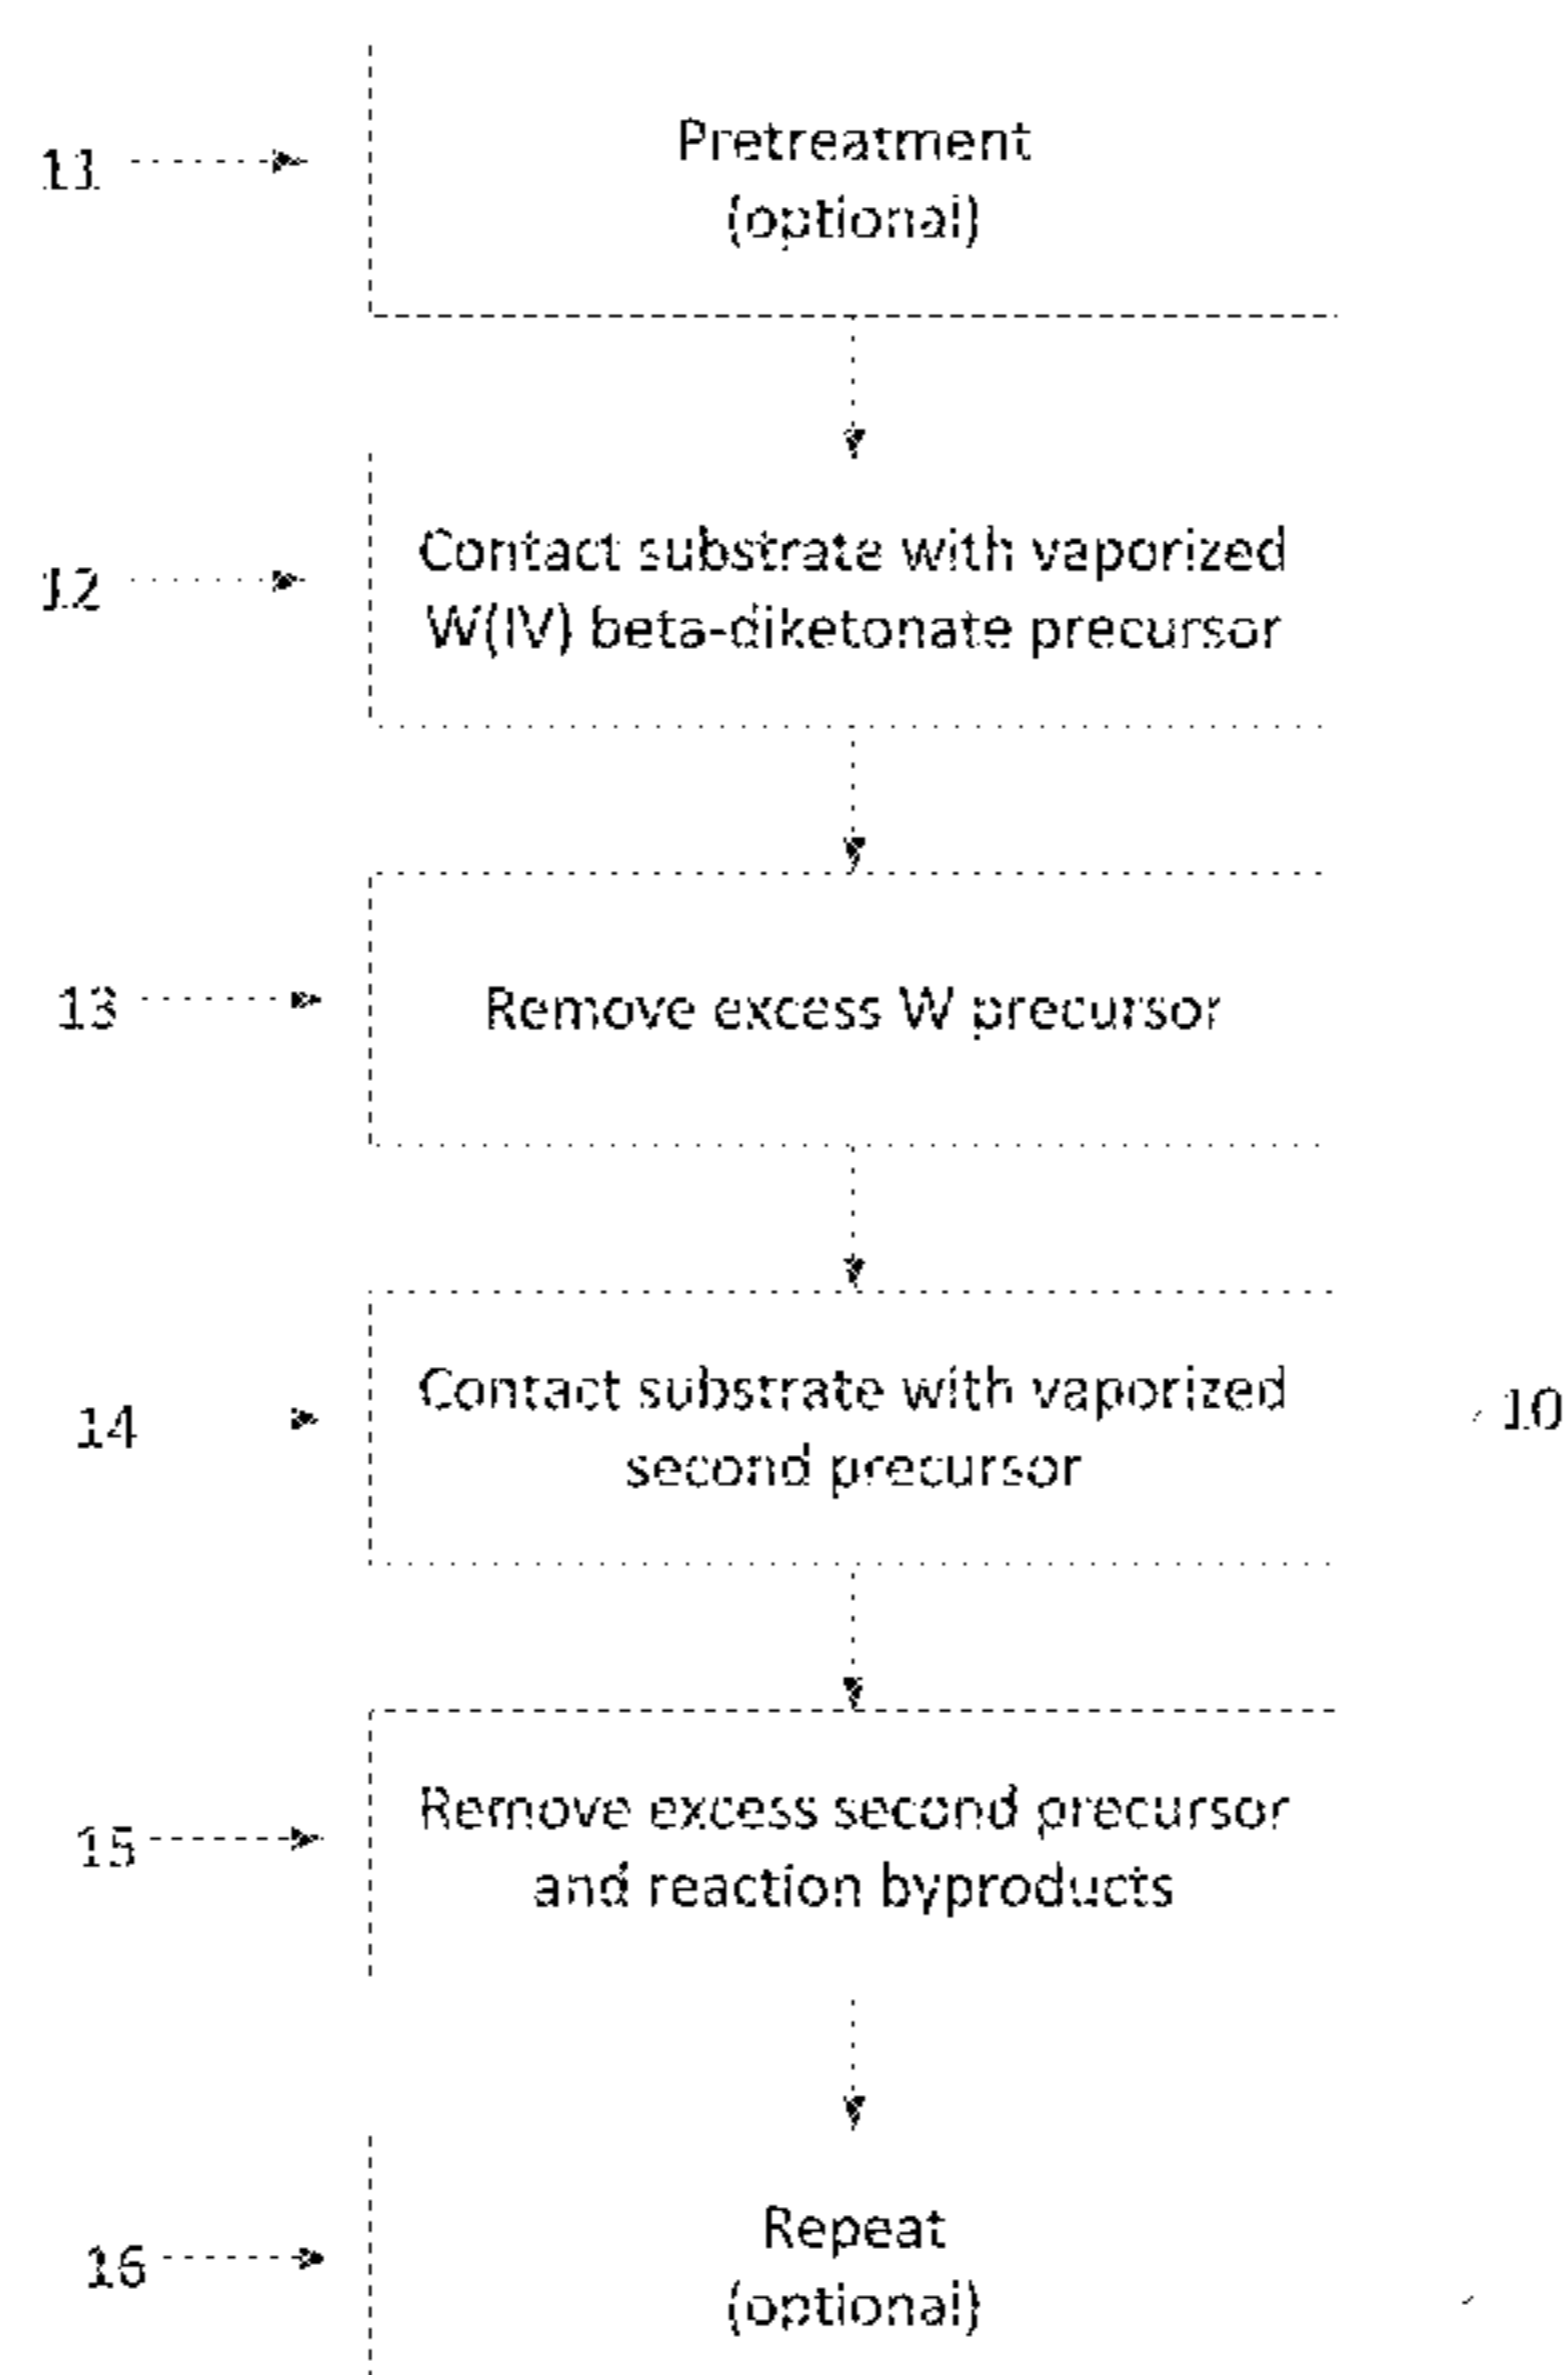 11
Pretreatment
(optional)
12
Contact substrate with vaporized
W(IV) beta-diketonate precursor
13
Remove excess W precursor
14
Contact substrate with vaporized
second precursor
10
15
Remove excess second precursor
and reaction byproducts
16
Repeat
(optional)